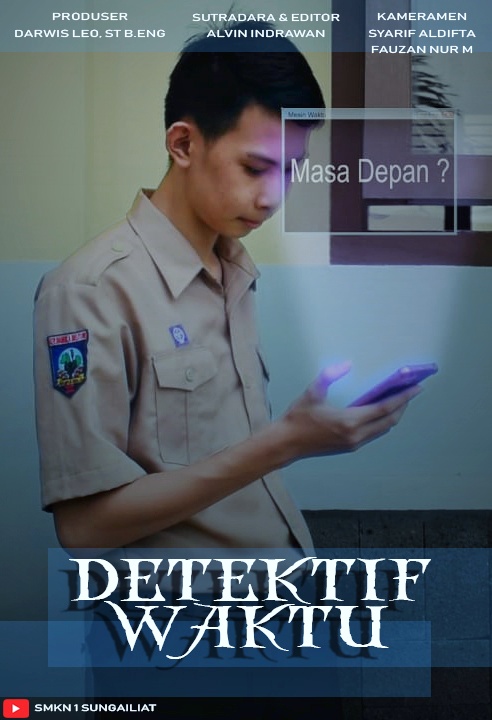 PRODUSER
DARWIS LEO, ST B.ENG
SUTRADARA & EDITOR
ALVIN INDRAWAN
KAMERAMEN
SYARIF ALDIFTA
FAUZAN NUR M
Mesin Waktu
Masa Depan ?
DETEKTIF
WAKTU
SMKN 1 SUNGAILIAT